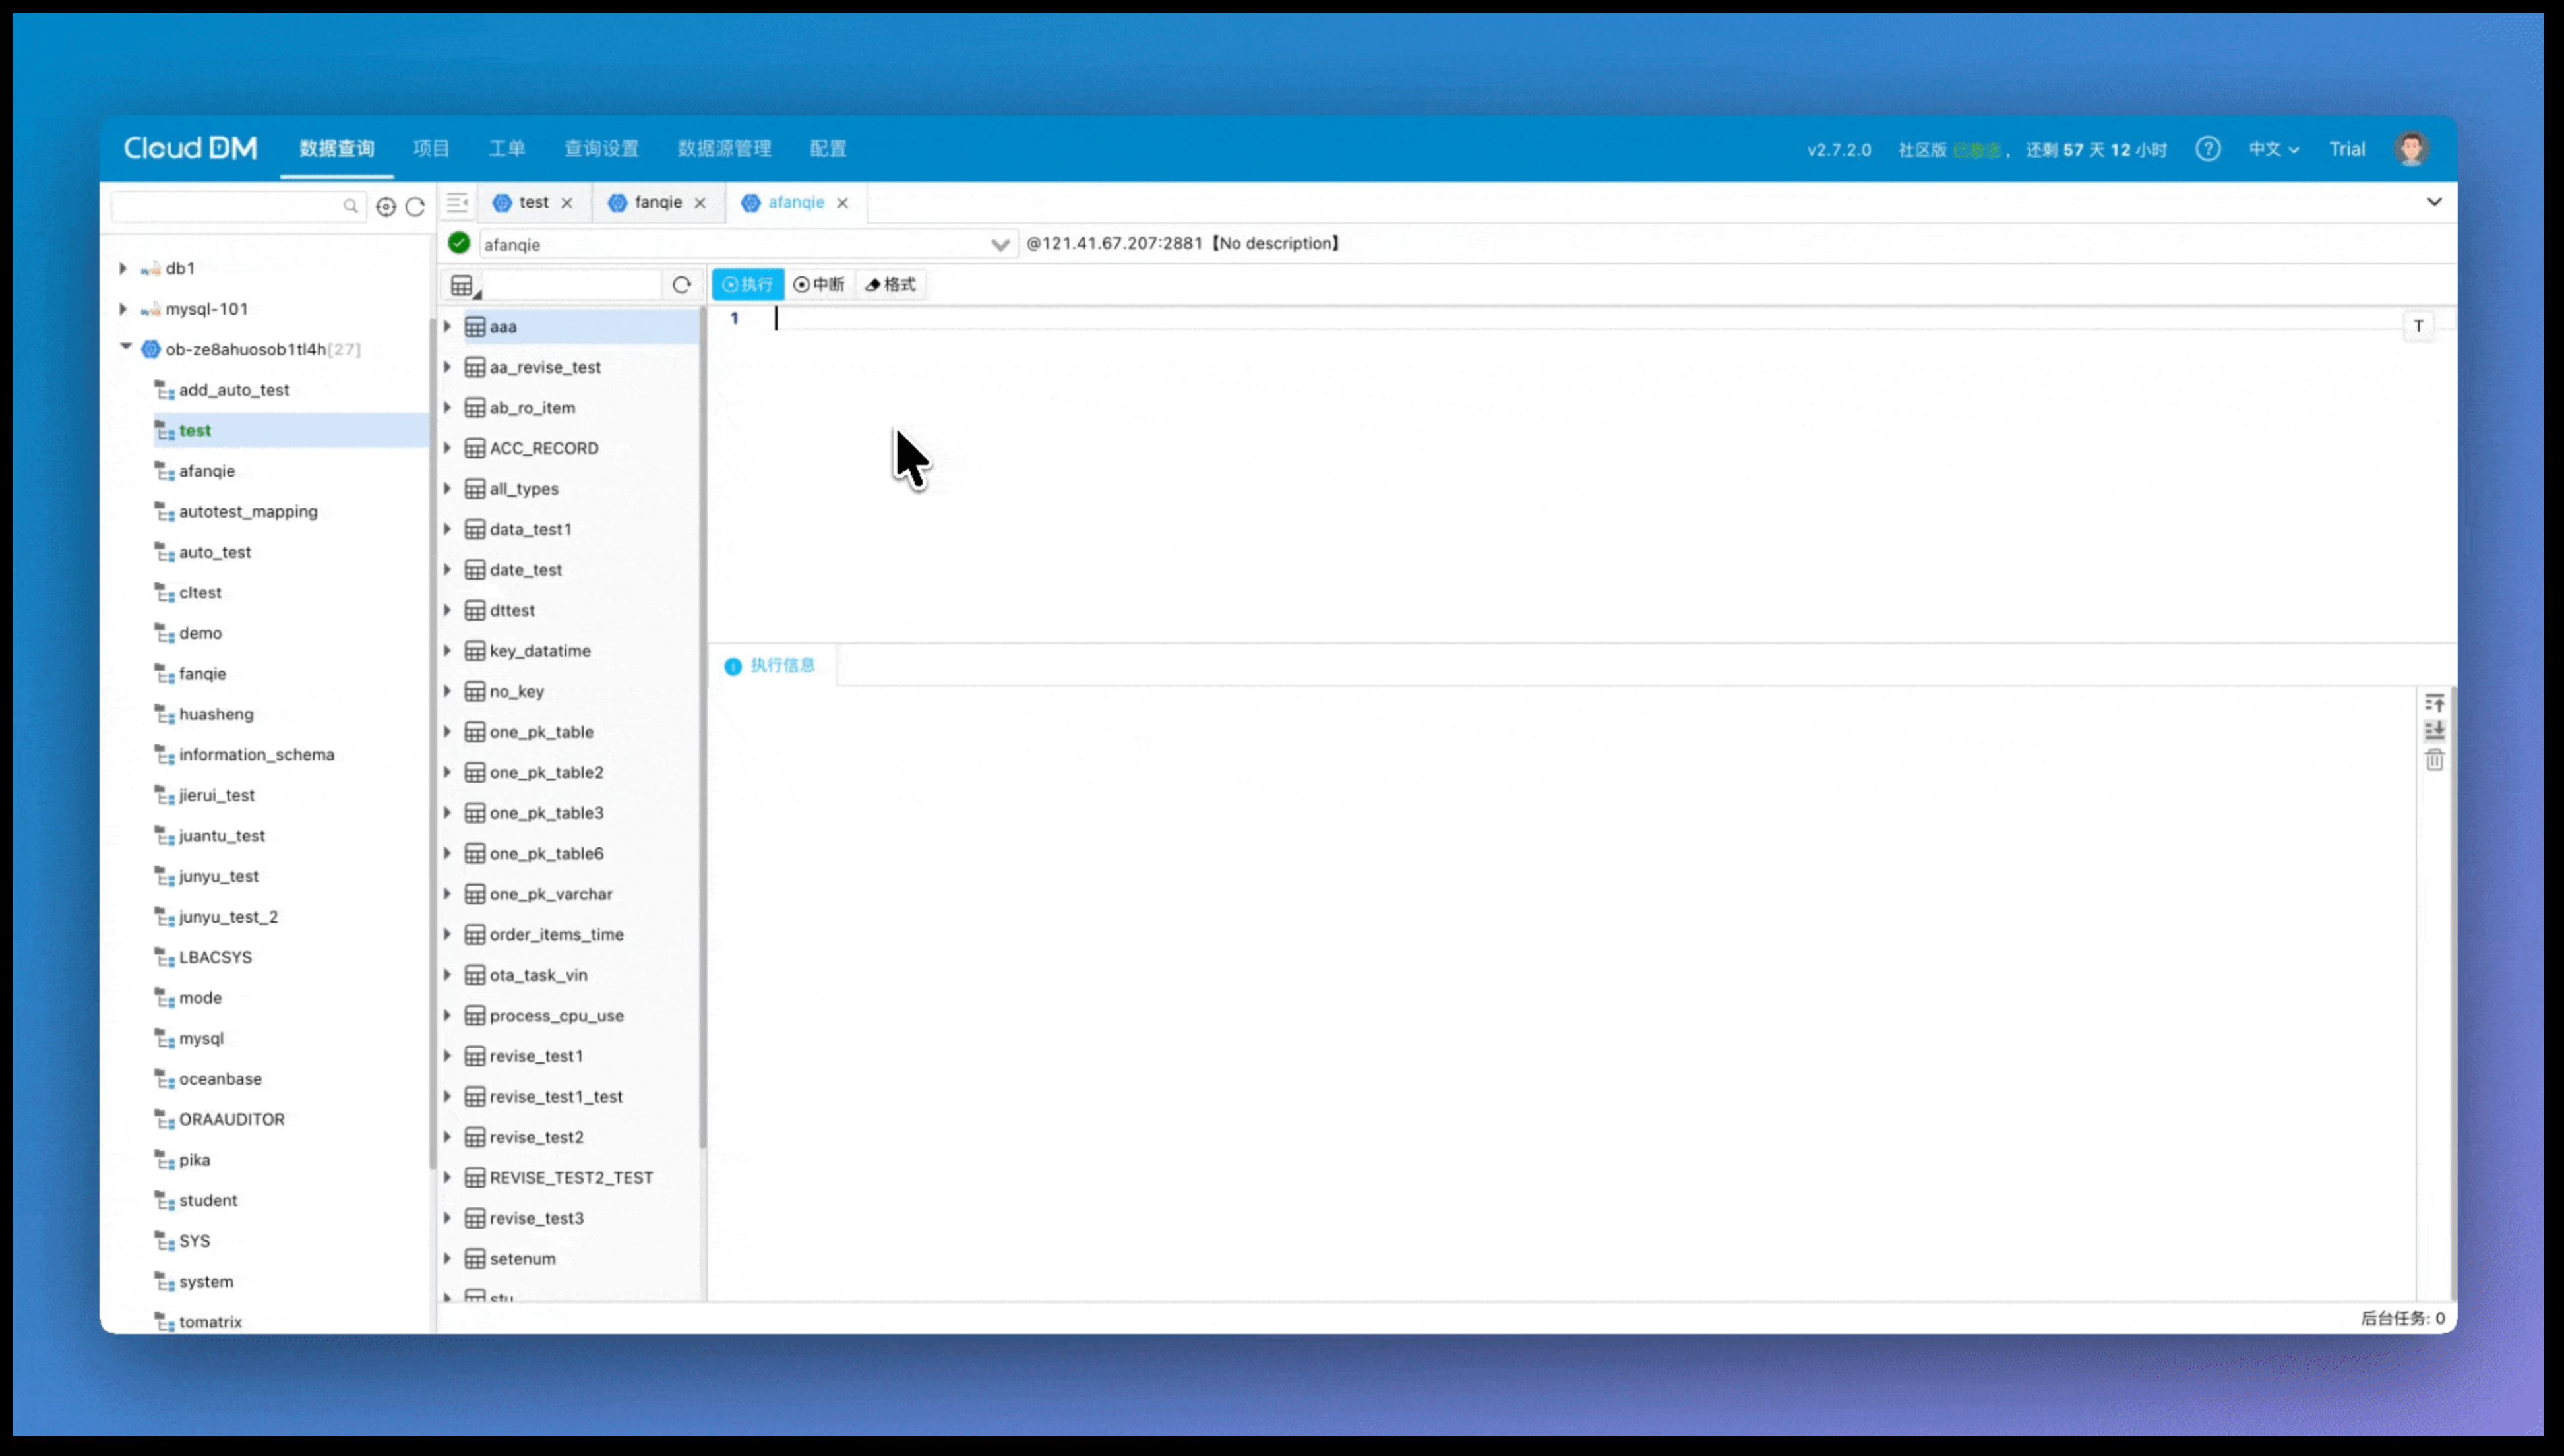 Cloud DM 数据查询 项目 工单 查询设置 数据源管理 配置 v2.7.2.0 社区版 已激活， 还剩 57 天 12 小时 ? 中文 Trial
test fanqie afanqie
afanqie @121.41.67.207:2881【No description】
执行 中断 格式
db1
mysql-101
ob-ze8ahuosob1tl4h[27]
add_auto_test
test
afanqie
autotest_mapping
auto_test
cltest
demo
fanqie
huasheng
information_schema
jierui_test
juantu_test
junyu_test
junyu_test_2
LBACSYS
mode
mysql
oceanbase
ORAAUDITOR
pika
student
SYS
system
tomatrix
aaa
aa_revise_test
ab_ro_item
ACC_RECORD
all_types
data_test1
date_test
dttest
key_datatime
no_key
one_pk_table
one_pk_table2
one_pk_table3
one_pk_table6
one_pk_varchar
order_items_time
ota_task_vin
process_cpu_use
revise_test1
revise_test1_test
revise_test2
REVISE_TEST2_TEST
revise_test3
setenum
stu
1
T
执行信息
后台任务: 0